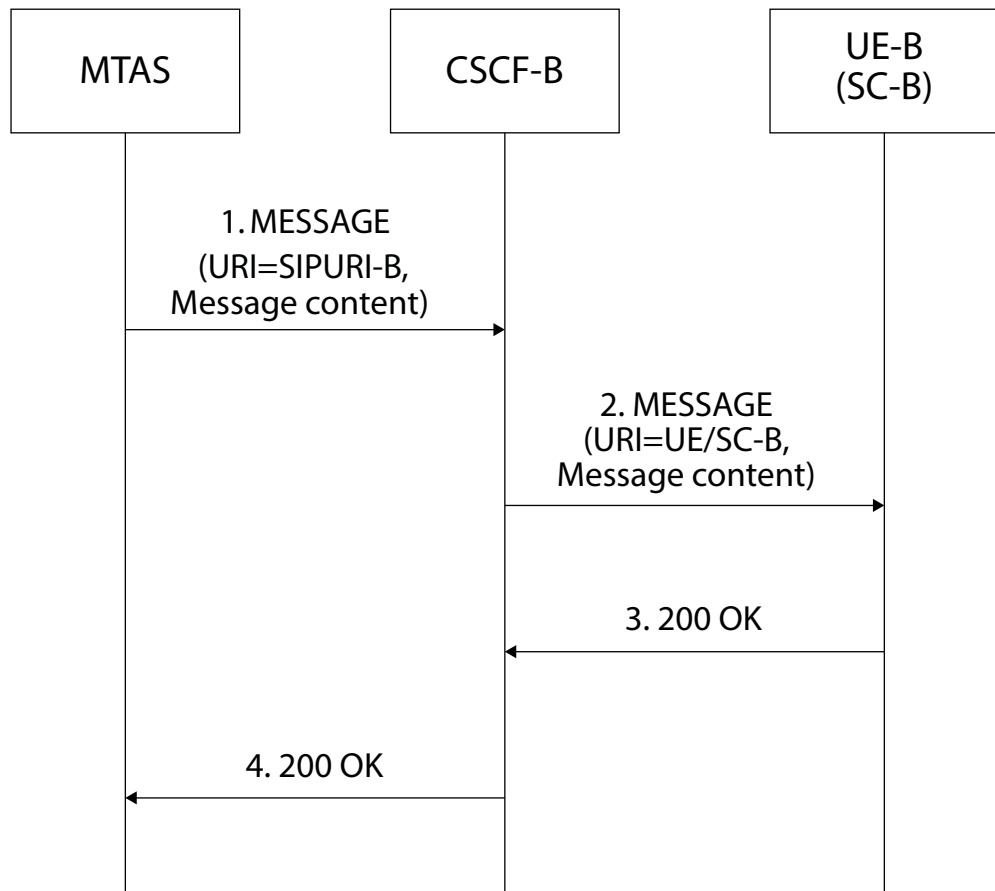 MTAS
CSCF-B
UE-B
(SC-B)
1. MESSAGE
(URI=SIPURI-B,
Message content)
2. MESSAGE
(URI=UE/SC-B,
Message content)
3. 200 OK
4. 200 OK